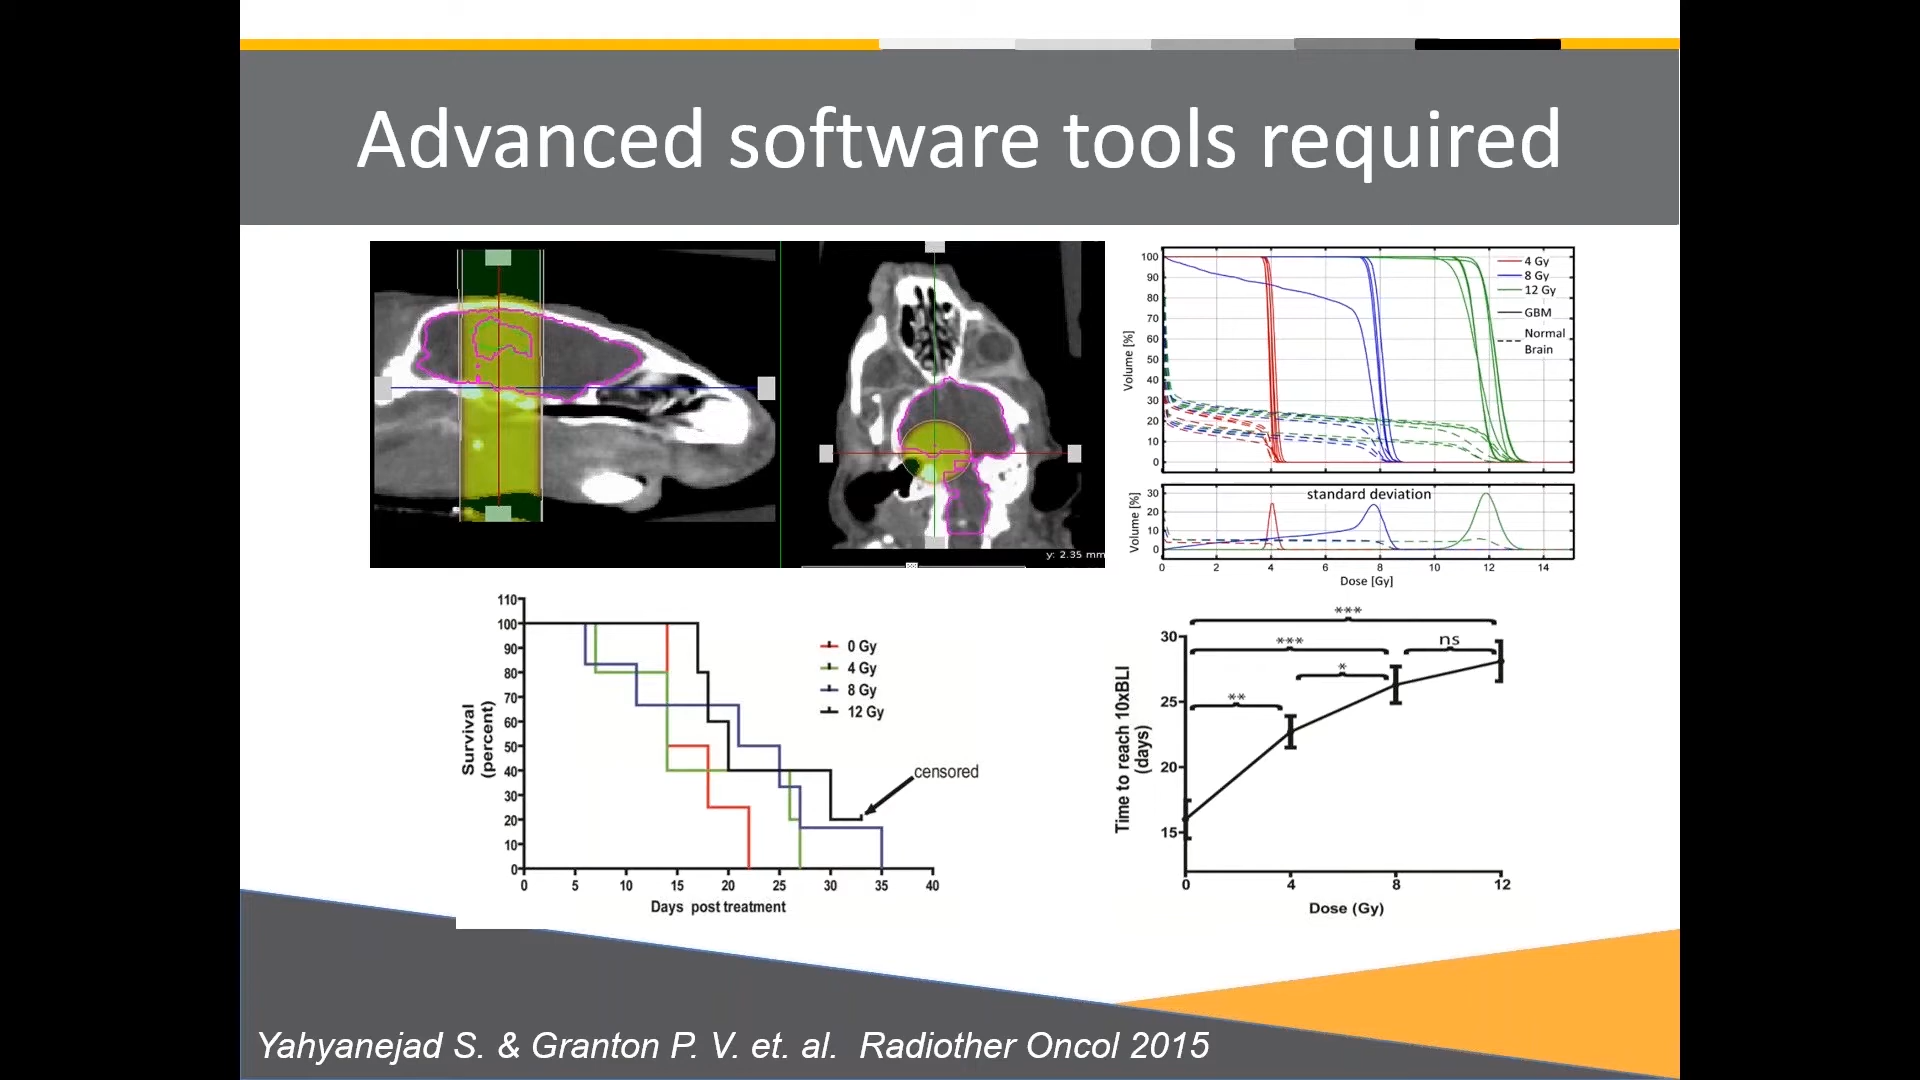 Advanced software tools required
y: 2.35 mm
100
90
80
70
60
50
40
30
20
10
0
Volume [%]
4 Gy
8 Gy
12 Gy
GBM
Normal
Brain
standard deviation
30
20
10
0
Volume [%]
0 2 4 6 8 10 12 14
Dose [Gy]
110
100
90
80
70
60
50
40
30
20
10
0
Survival
(percent)
0 Gy
4 Gy
8 Gy
12 Gy
censored
0 5 10 15 20 25 30 35 40
Days post treatment
***
*** ns
*
**
30
25
20
15
Time to reach 10xBLI
(days)
0 4 8 12
Dose (Gy)
Yahyanejad S. & Granton P. V. et. al. Radiother Oncol 2015